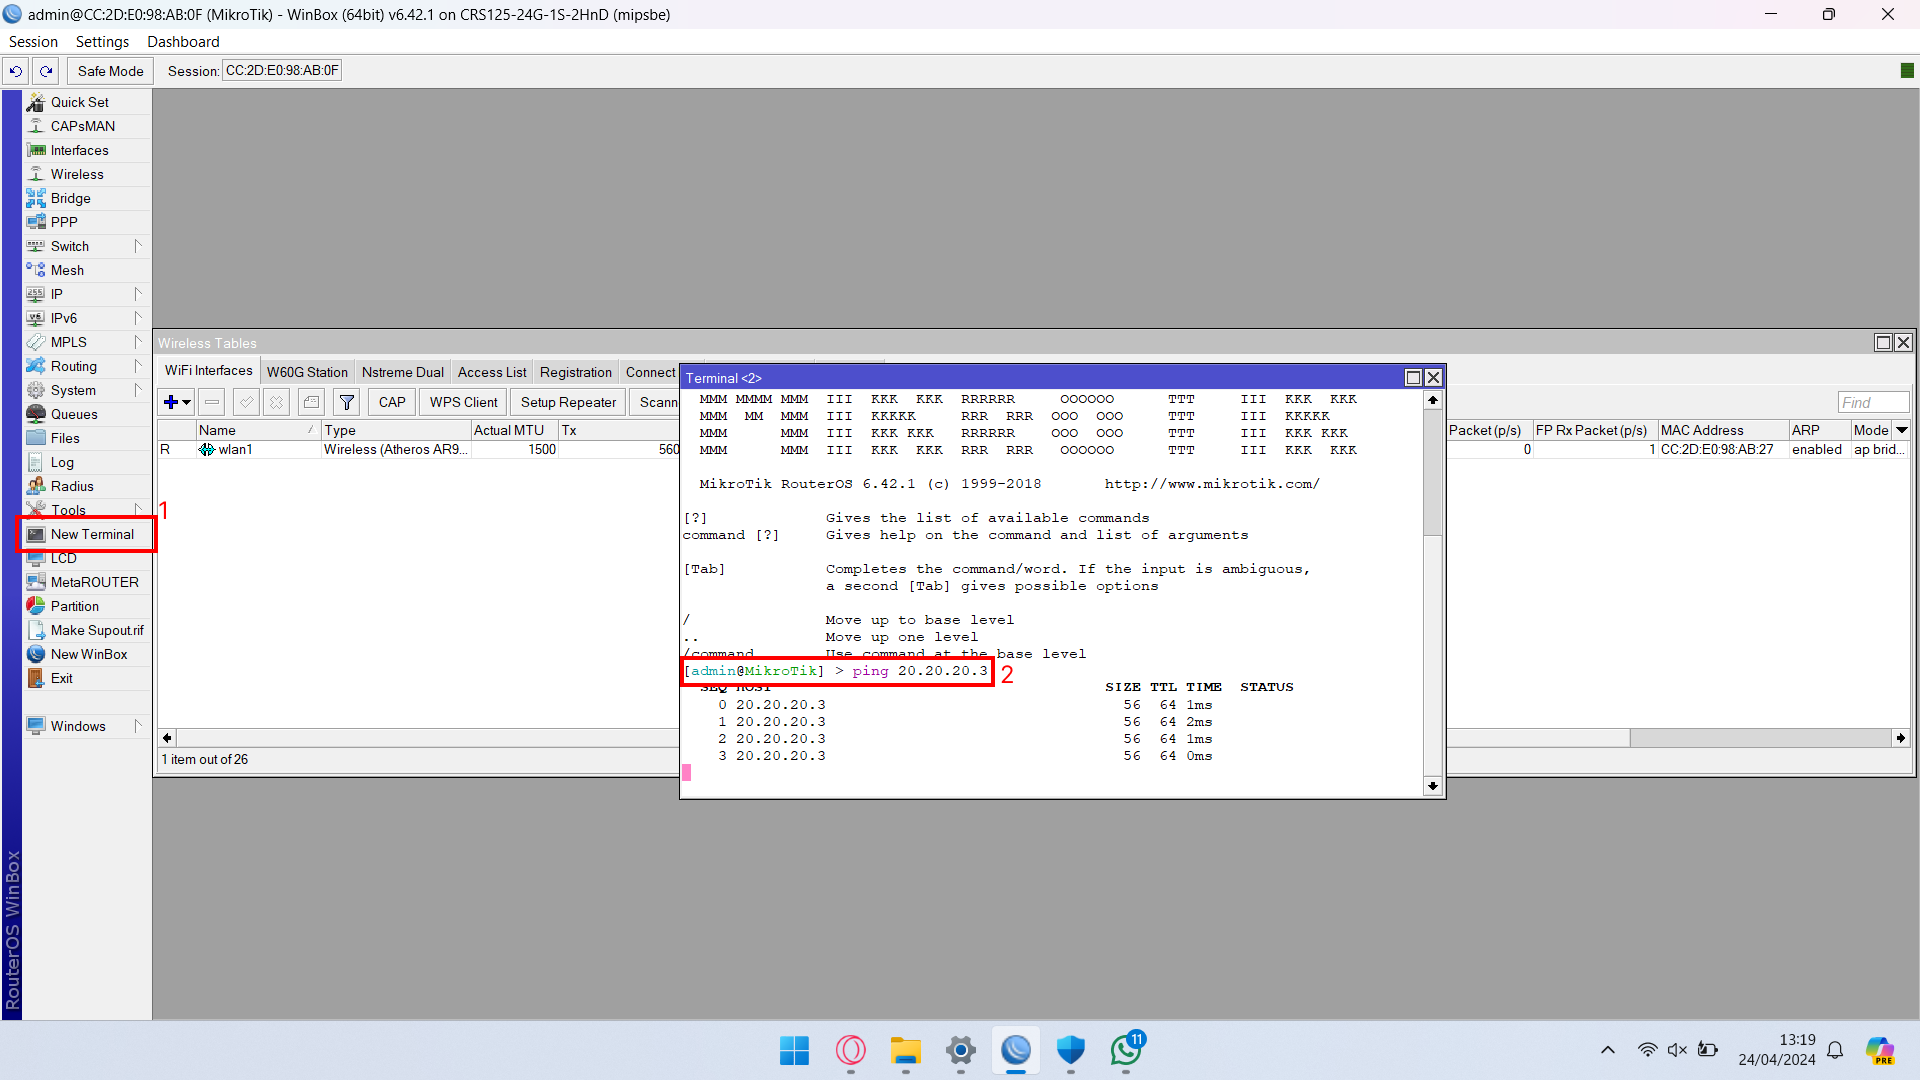 admin@CC:2D:E0:98:AB:0F (MikroTik) - WinBox (64bit) v6.42.1 on CRS125-24G-1S-2HnD (mipsbe)
Session Settings Dashboard
Safe Mode Session: CC:2D:E0:98:AB:0F
Quick Set
CAPsMAN
Interfaces
Wireless
Bridge
PPP
Switch
Mesh
IP
IPv6
MPLS
Routing
System
Queues
Files
Log
Radius
Tools
1
New Terminal
LCD
MetaROUTER
Partition
Make Supout.rif
New WinBox
Exit
Windows
RouterOS WinBox
Wireless Tables
WiFi Interfaces W60G Station Nstreme Dual Access List Registration Connect
CAP WPS Client Setup Repeater Scann Find
Name / Type Actual MTU Tx Packet (p/s) FP Rx Packet (p/s) MAC Address ARP Mode
R wlan1 Wireless (Atheros AR9... 1500 560 0 1 CC:2D:E0:98:AB:27 enabled ap brid...
1 item out of 26
Terminal <2>
MMM MMMM MMM III KKK KKK RRRRRR OOOOOO TTT III KKK KKK
MMM MM MMM III KKKKK RRR RRR OOO OOO TTT III KKKKK
MMM MMM III KKK KKK RRRRRR OOO OOO TTT III KKK KKK
MMM MMM III KKK KKK RRR RRR OOOOOO TTT III KKK KKK
MikroTik RouterOS 6.42.1 (c) 1999-2018 http://www.mikrotik.com/
[?] Gives the list of available commands
command [?] Gives help on the command and list of arguments
[Tab] Completes the command/word. If the input is ambiguous,
a second [Tab] gives possible options
/ Move up to base level
.. Move up one level
/command Use command at the base level
[admin@MikroTik] > ping 20.20.20.3 2
SEQ HOST SIZE TTL TIME STATUS
0 20.20.20.3 56 64 1ms
1 20.20.20.3 56 64 2ms
2 20.20.20.3 56 64 1ms
3 20.20.20.3 56 64 0ms
11
13:19
24/04/2024
PRE